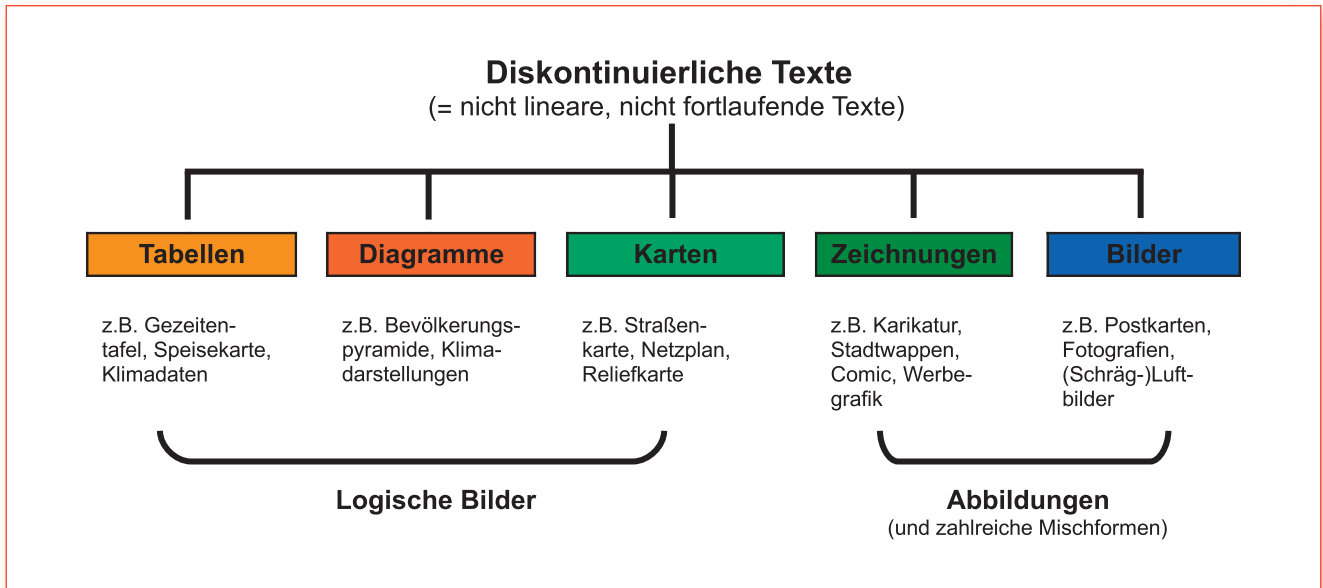 Diskontinuierliche Texte
(= nicht lineare, nicht fortlaufende Texte)
Tabellen
z.B. Gezeiten-
tafel, Speisekarte,
Klimadaten
Diagramme
z.B. Bevölkerungs-
pyramide, Klima-
darstellungen
Karten
z.B. Straßen-
karte, Netzplan,
Reliefkarte
Zeichnungen
z.B. Karikatur,
Stadtwappen,
Comic, Werbe-
grafik
Bilder
z.B. Postkarten,
Fotografien,
(Schräg-)Luft-
bilder
Logische Bilder
Abbildungen
(und zahlreiche Mischformen)